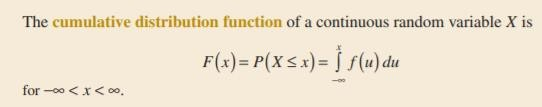 The cumulative distribution function of a continuous random variable X is
F(x) = P(X ≤ x) = ∫_{-∞}^{x} f(u) du
for –∞ < x < ∞.